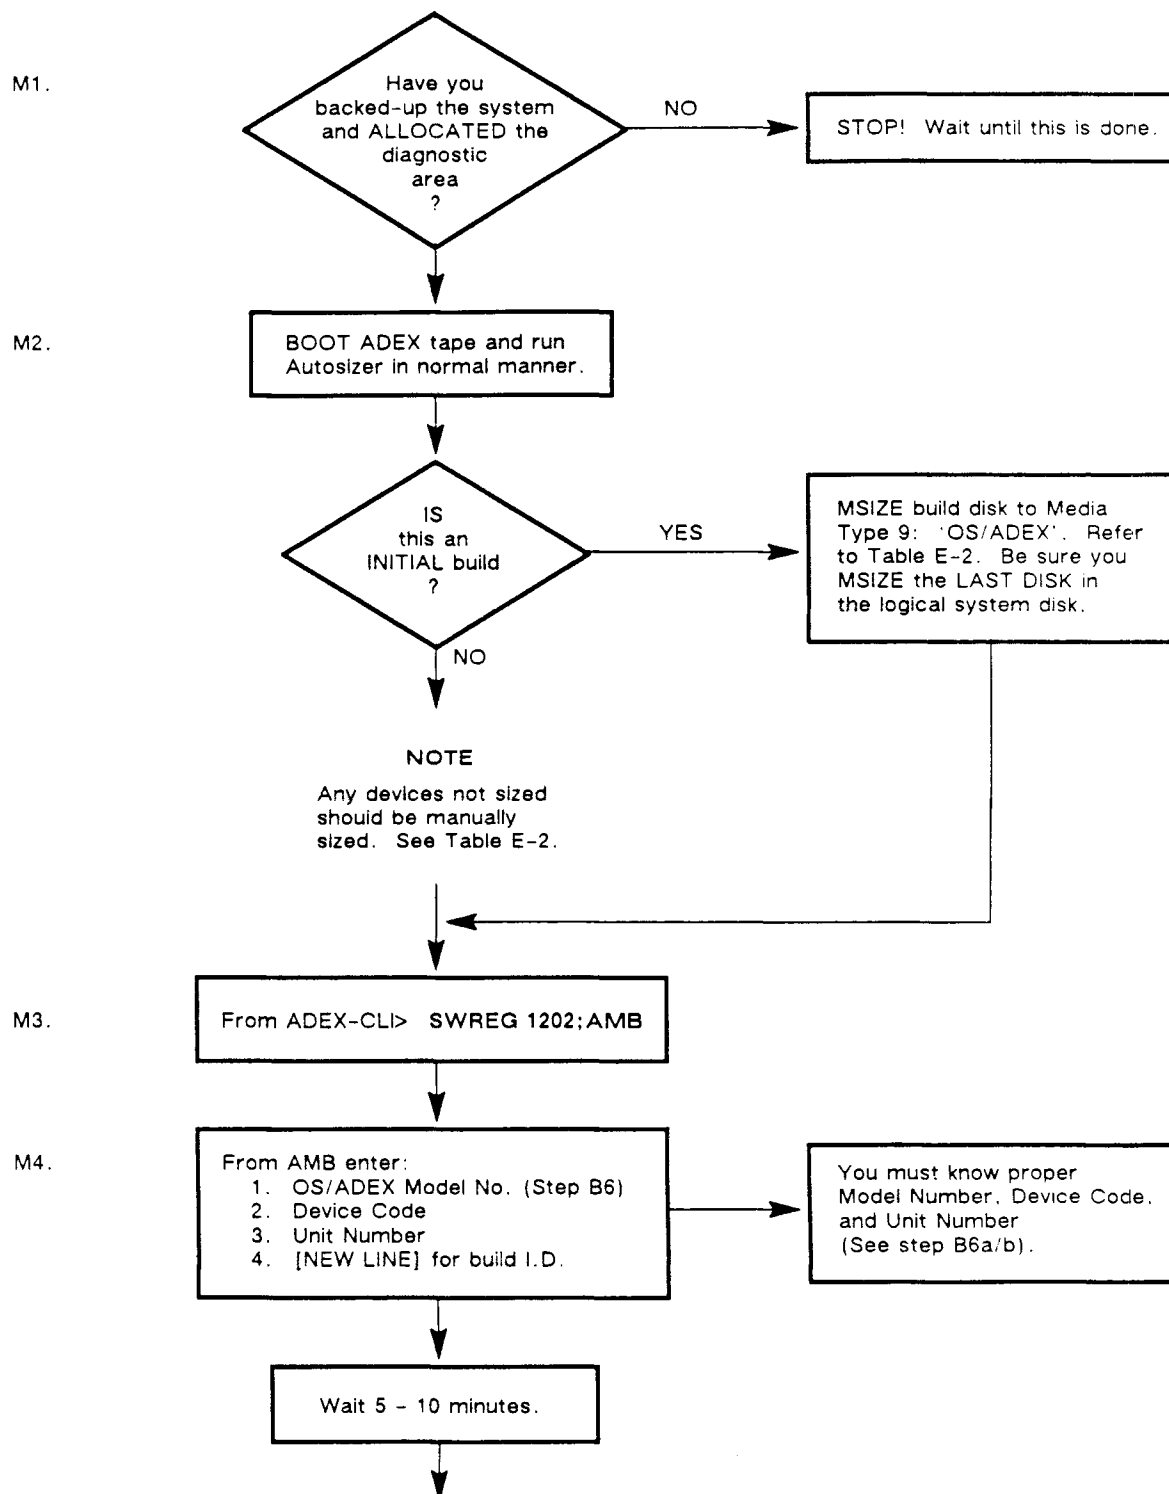 M1.
Have you
backed-up the system
and ALLOCATED the
diagnostic
area
?
NO
STOP! Wait until this is done.
M2.
BOOT ADEX tape and run
Autosizer in normal manner.
IS
this an
INITIAL build
?
YES
MSIZE build disk to Media
Type 9: 'OS/ADEX'. Refer
to Table E-2. Be sure you
MSIZE the LAST DISK in
the logical system disk.
NO
NOTE
Any devices not sized
should be manually
sized. See Table E-2.
M3.
From ADEX-CLI> SWREG 1202;AMB
M4.
From AMB enter:
1. OS/ADEX Model No. (Step B6)
2. Device Code
3. Unit Number
4. [NEW LINE] for build I.D.
You must know proper
Model Number, Device Code,
and Unit Number
(See step B6a/b).
Wait 5 - 10 minutes.